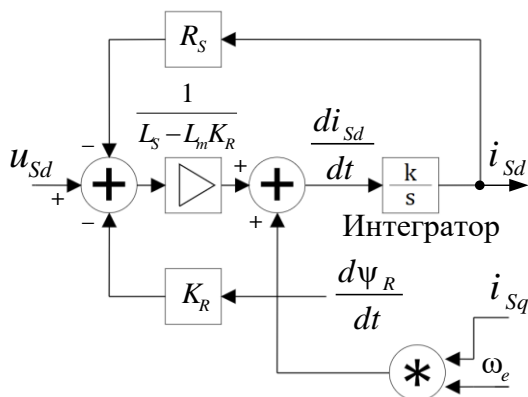 R_S
1
L_S – L_m K_R
di_Sd
dt
–
u_Sd
+
–
+
+
k
s
i_Sd
Интегратор
K_R
dψ_R
dt
i_Sq
*
ω_e